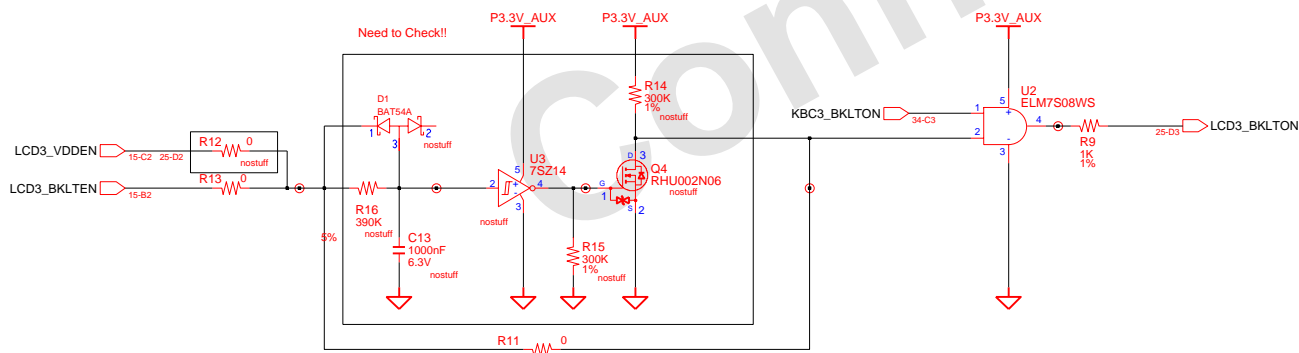 P3.3V_AUX
P3.3V_AUX
P3.3V_AUX
Need to Check!!
Conf
D1
BAT54A
1
2
3
nostuff
R14
300K
1%
nostuff
KBC3_BKLTON
34-C3
U2
ELM7S08WS
5
+
1
2
-
4
3
R9
1K
1%
25-D3
LCD3_BKLTON
LCD3_VDDEN
15-C2
25-D2
R12
0
nostuff
LCD3_BKLTEN
15-B2
R13
0
R16
390K
nostuff
5%
C13
1000nF
6.3V
nostuff
U3
7SZ14
5
+
2
-
4
3
nostuff
D
3
G
1
S
2
Q4
RHU002N06
nostuff
R15
300K
1%
nostuff
R11
0